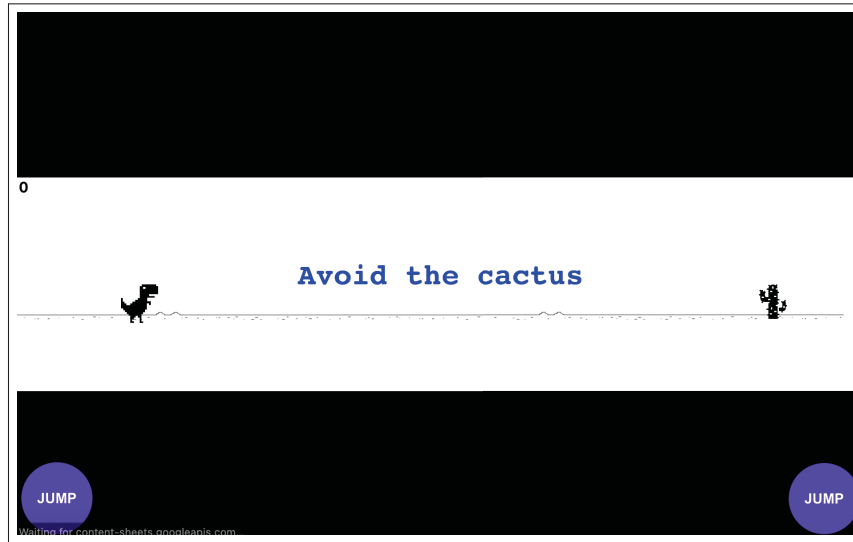 0
Avoid the cactus
JUMP
JUMP
Waiting for content-sheets.googleapis.com...